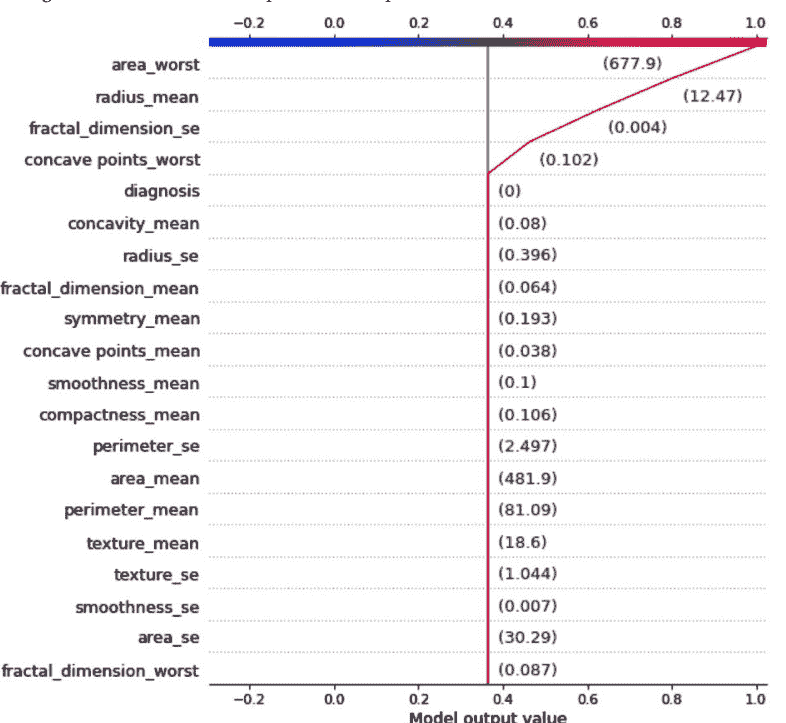 −0.2 0.0 0.2 0.4 0.6 0.8 1.0
area_worst (677.9)
radius_mean (12.47)
fractal_dimension_se (0.004)
concave points_worst (0.102)
diagnosis (0)
concavity_mean (0.08)
radius_se (0.396)
fractal_dimension_mean (0.064)
symmetry_mean (0.193)
concave points_mean (0.038)
smoothness_mean (0.1)
compactness_mean (0.106)
perimeter_se (2.497)
area_mean (481.9)
perimeter_mean (81.09)
texture_mean (18.6)
texture_se (1.044)
smoothness_se (0.007)
area_se (30.29)
fractal_dimension_worst (0.087)
−0.2 0.0 0.2 0.4 0.6 0.8 1.0
Model output value